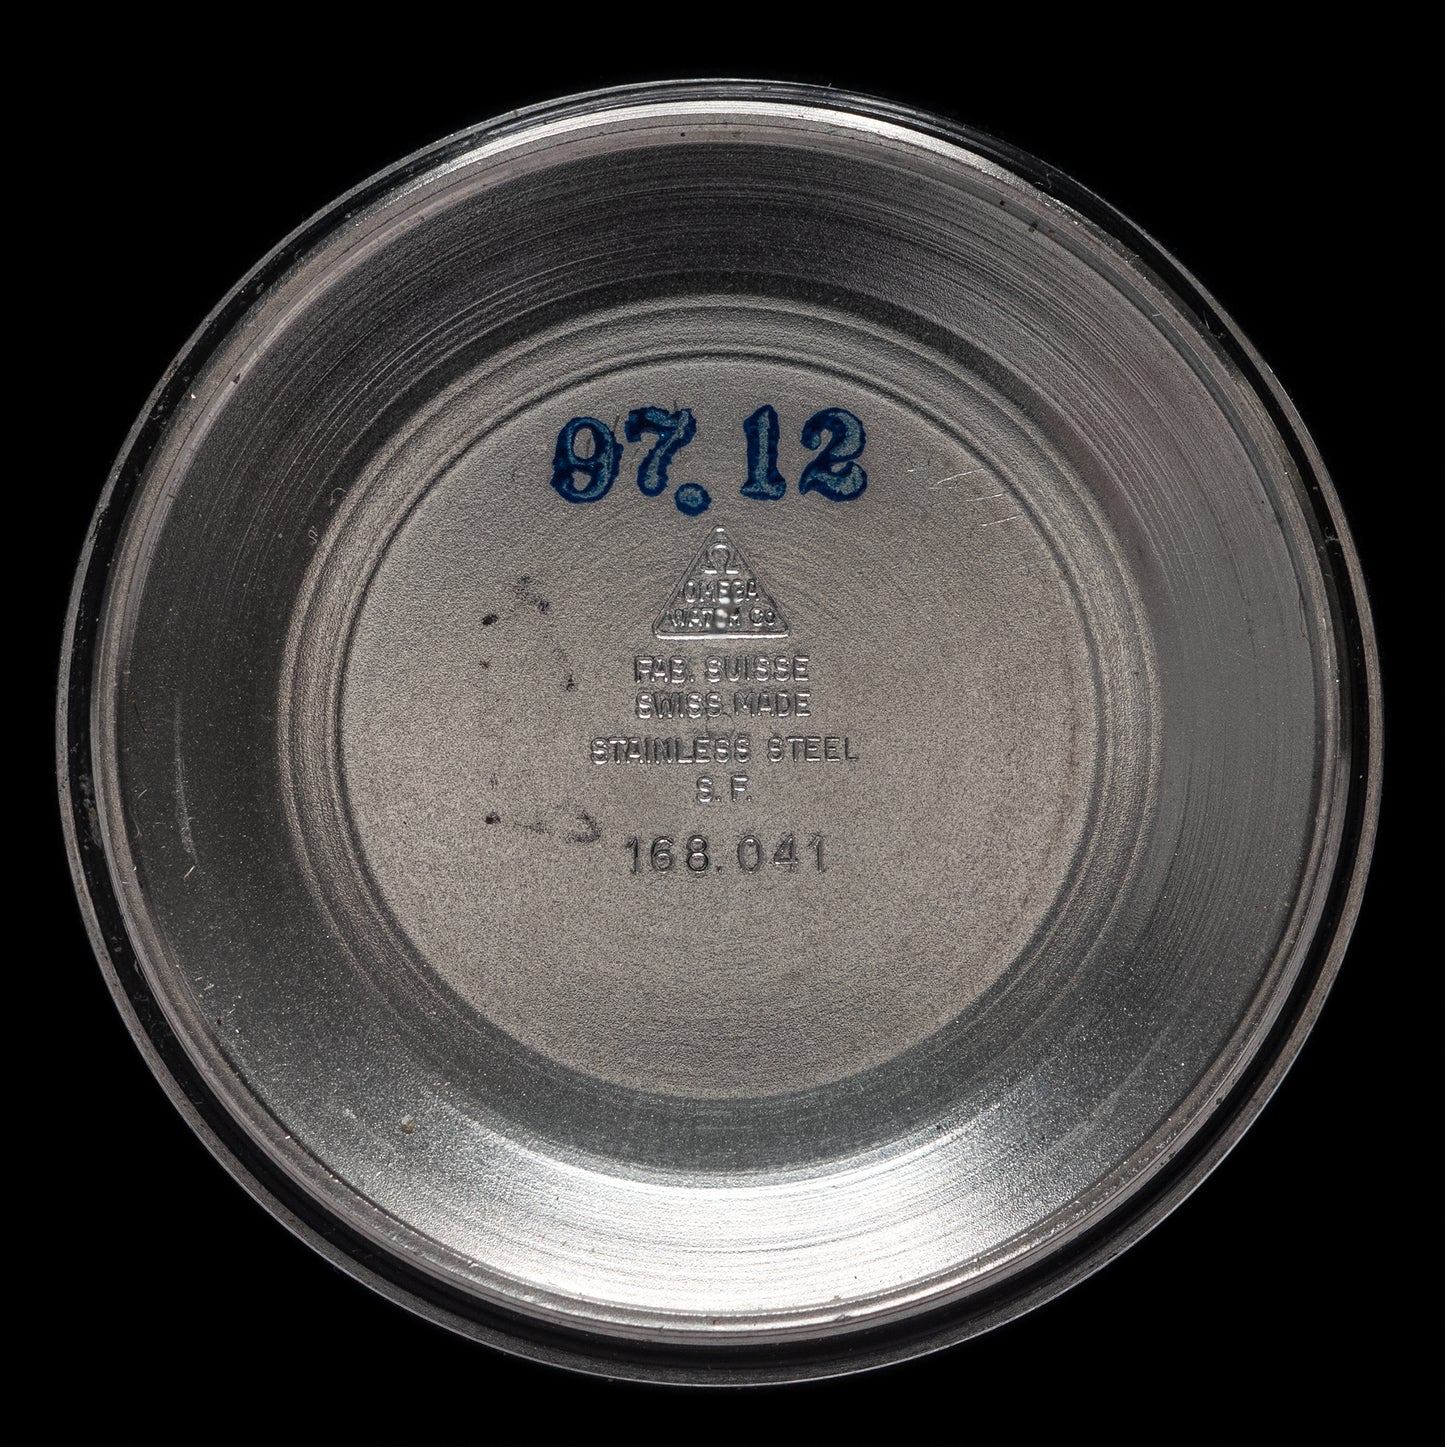 97.12
Ω
OMEGA
WATCH Co
FAB. SUISSE
SWISS MADE
STAINLESS STEEL
S. F.
168.041